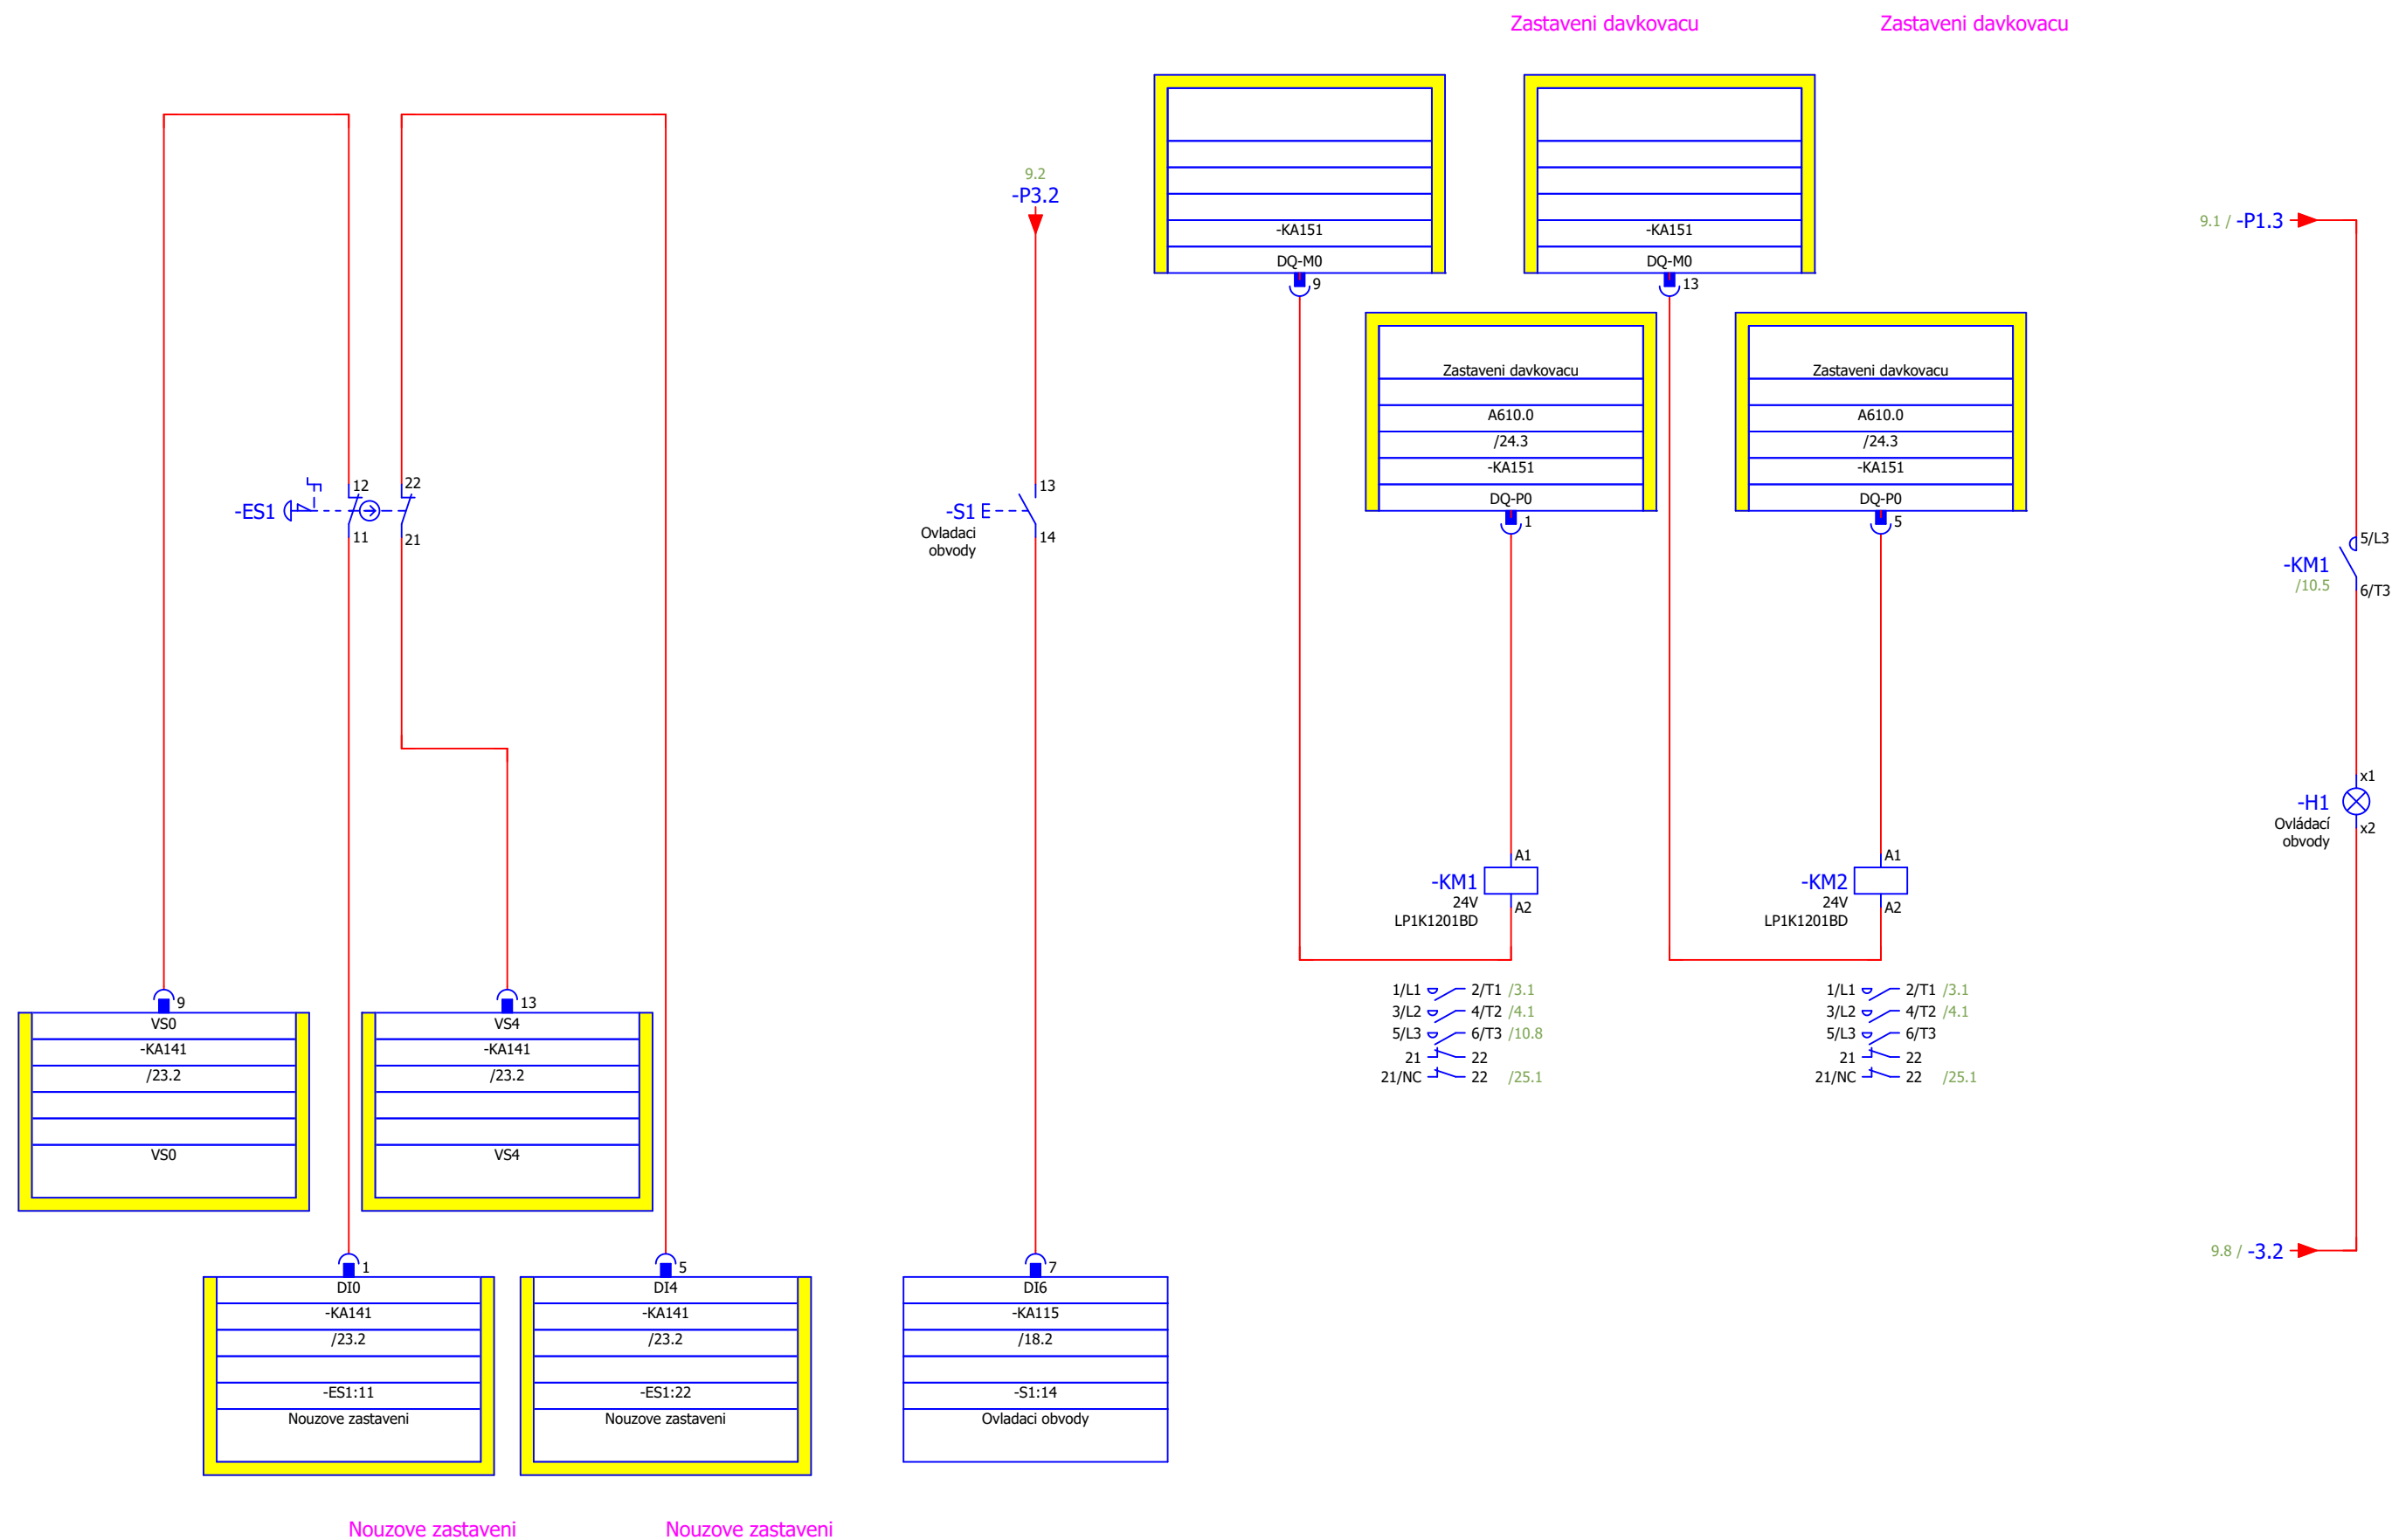 Zastaveni davkovacu
Zastaveni davkovacu
9.2
-P3.2
-KA151
DQ-M0
9
-KA151
DQ-M0
13
9.1 / -P1.3
Zastaveni davkovacu
A610.0
/24.3
-KA151
DQ-P0
1
Zastaveni davkovacu
A610.0
/24.3
-KA151
DQ-P0
5
-ES1
12
11
22
21
-S1
Ovladaci
obvody
13
14
-KM1
/10.5
5/L3
6/T3
-H1
Ovládací
obvody
x1
x2
-KM1
24V
LP1K1201BD
A1
A2
-KM2
24V
LP1K1201BD
A1
A2
1/L1 2/T1 /3.1
3/L2 4/T2 /4.1
5/L3 6/T3 /10.8
21 22
21/NC 22 /25.1
1/L1 2/T1 /3.1
3/L2 4/T2 /4.1
5/L3 6/T3
21 22
21/NC 22 /25.1
9
VS0
-KA141
/23.2
VS0
13
VS4
-KA141
/23.2
VS4
9.8 / -3.2
1
DI0
-KA141
/23.2
-ES1:11
Nouzove zastaveni
5
DI4
-KA141
/23.2
-ES1:22
Nouzove zastaveni
7
DI6
-KA115
/18.2
-S1:14
Ovladaci obvody
Nouzove zastaveni
Nouzove zastaveni